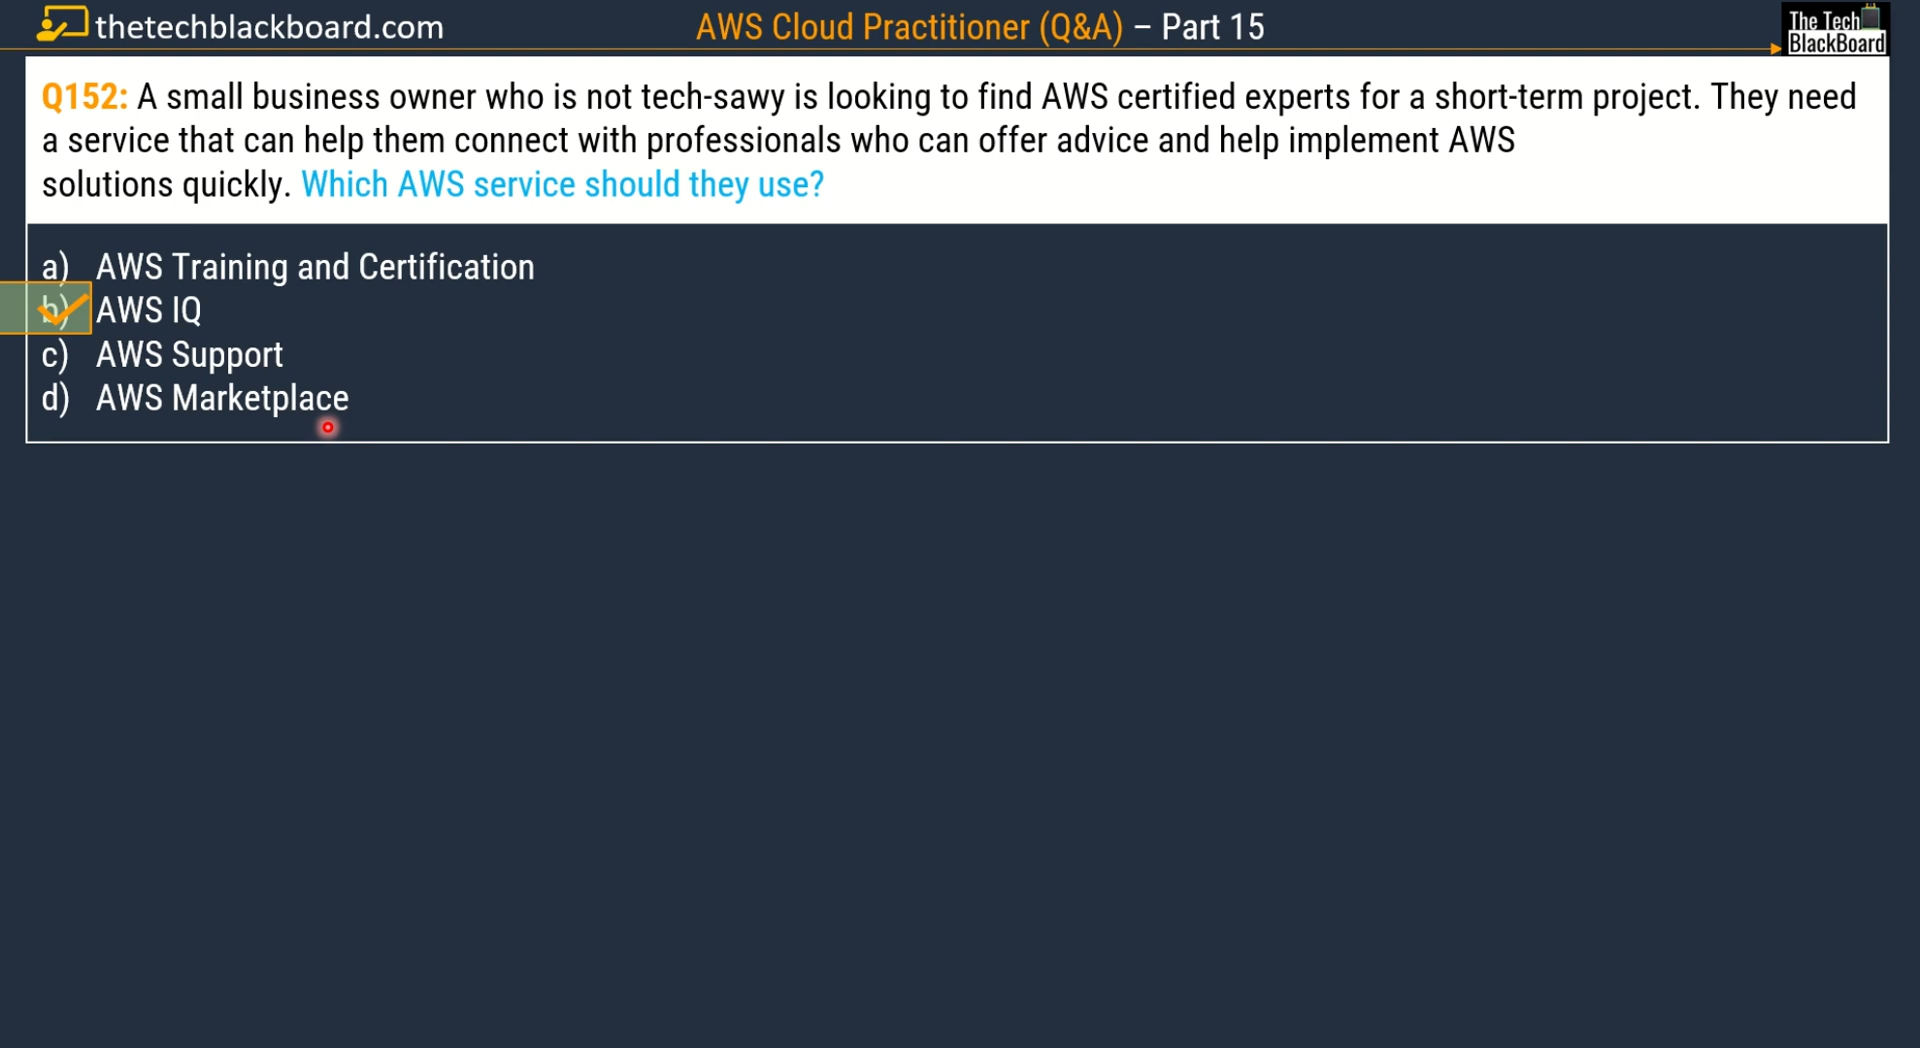 thetechblackboard.com
AWS Cloud Practitioner (Q&A) – Part 15
The Tech
BlackBoard
Q152: A small business owner who is not tech-sawy is looking to find AWS certified experts for a short-term project. They need
a service that can help them connect with professionals who can offer advice and help implement AWS
solutions quickly. Which AWS service should they use?
a) AWS Training and Certification
b) AWS IQ
c) AWS Support
d) AWS Marketplace